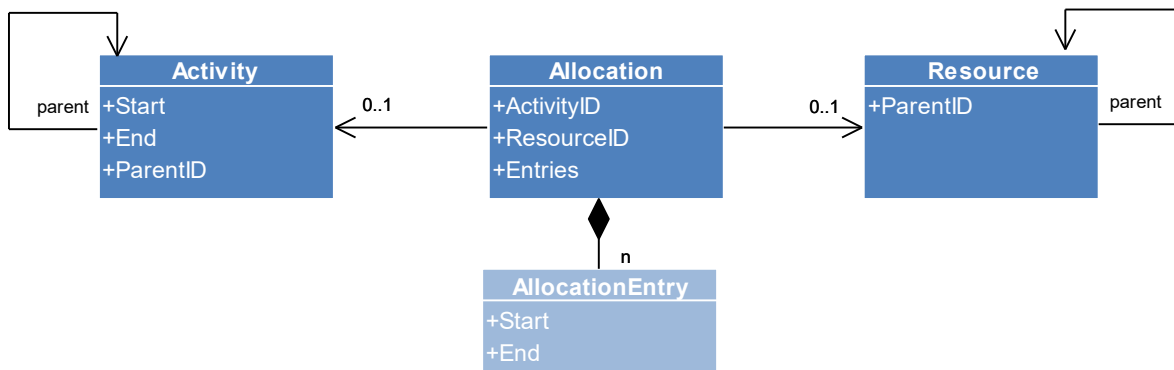 Activity
+Start
+End
+ParentID
parent
0..1
Allocation
+ActivityID
+ResourceID
+Entries
0..1
Resource
+ParentID
parent
n
AllocationEntry
+Start
+End